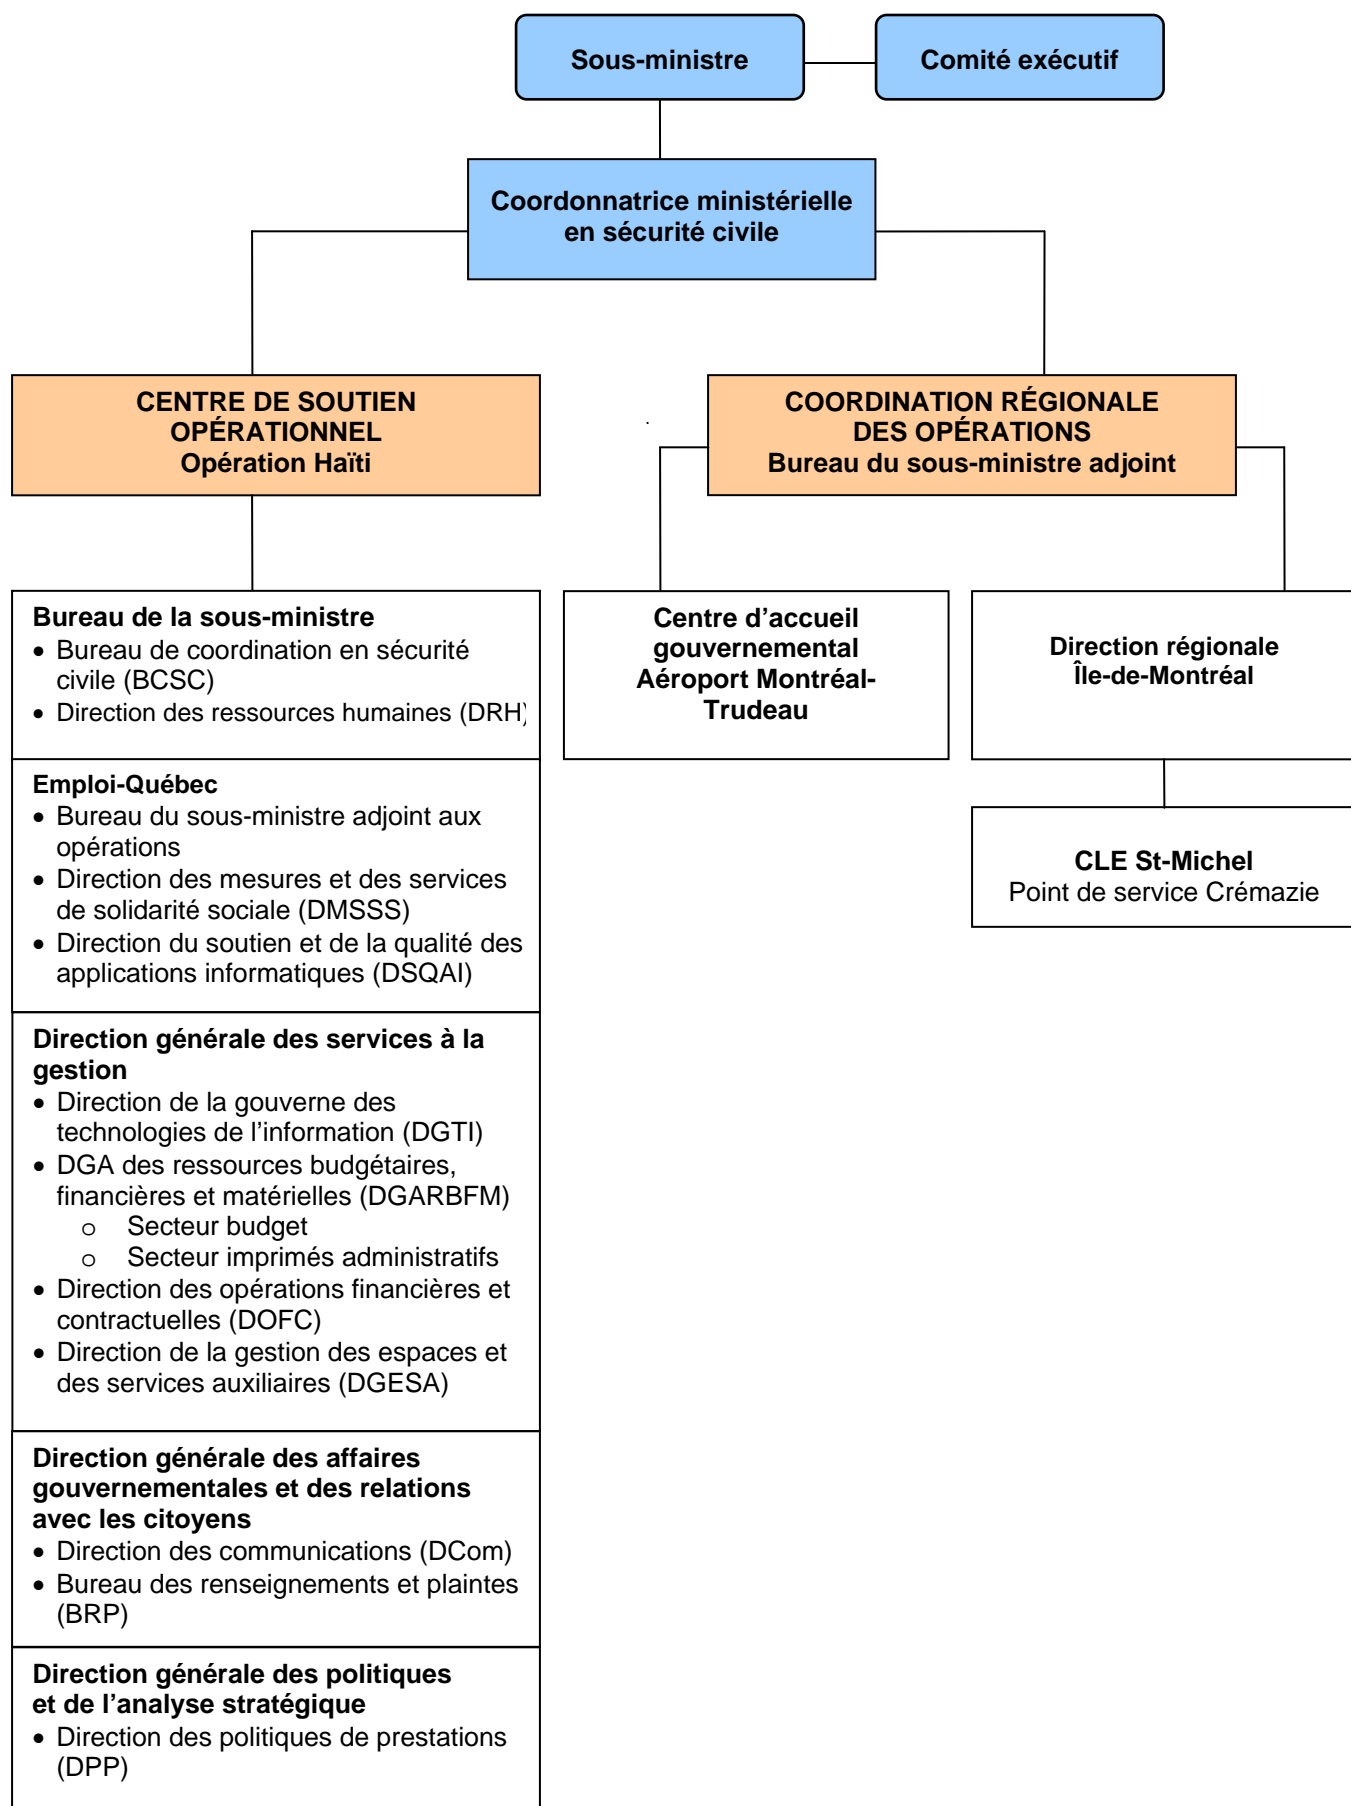 Sous-ministre
Comité exécutif
Coordonnatrice ministérielle
en sécurité civile
CENTRE DE SOUTIEN
OPÉRATIONNEL
Opération Haïti
COORDINATION RÉGIONALE
DES OPÉRATIONS
Bureau du sous-ministre adjoint
Bureau de la sous-ministre
• Bureau de coordination en sécurité
civile (BCSC)
• Direction des ressources humaines (DRH)
Centre d’accueil
gouvernemental
Aéroport Montréal-
Trudeau
Direction régionale
Île-de-Montréal
CLE St-Michel
Point de service Crémazie
Emploi-Québec
• Bureau du sous-ministre adjoint aux
opérations
• Direction des mesures et des services
de solidarité sociale (DMSSS)
• Direction du soutien et de la qualité des
applications informatiques (DSQAI)
Direction générale des services à la
gestion
• Direction de la gouverne des
technologies de l’information (DGTI)
• DGA des ressources budgétaires,
financières et matérielles (DGARBFM)
o Secteur budget
o Secteur imprimés administratifs
• Direction des opérations financières et
contractuelles (DOFC)
• Direction de la gestion des espaces et
des services auxiliaires (DGESA)
Direction générale des affaires
gouvernementales et des relations
avec les citoyens
• Direction des communications (DCom)
• Bureau des renseignements et plaintes
(BRP)
Direction générale des politiques
et de l’analyse stratégique
• Direction des politiques de prestations
(DPP)